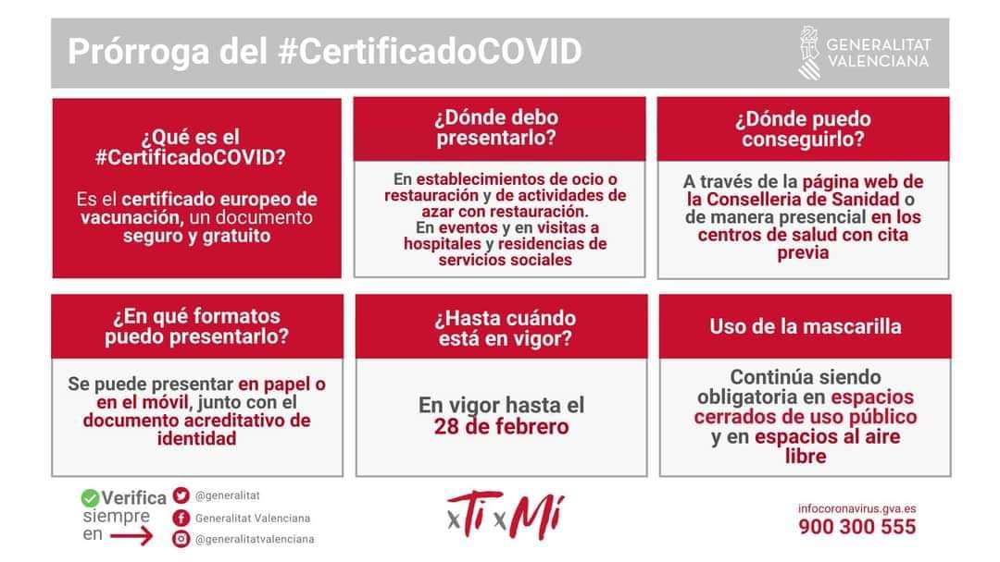 Prórroga del #CertificadoCOVID
GENERALITAT
VALENCIANA
¿Qué es el
#CertificadoCOVID?
Es el certificado europeo de
vacunación, un documento
seguro y gratuito
¿Dónde debo
presentarlo?
En establecimientos de ocio o
restauración y de actividades de
azar con restauración.
En eventos y en visitas a
hospitales y residencias de
servicios sociales
¿Dónde puedo
conseguirlo?
A través de la página web de
la Conselleria de Sanidad o
de manera presencial en los
centros de salud con cita
previa
¿En qué formatos
puedo presentarlo?
Se puede presentar en papel o
en el móvil, junto con el
documento acreditativo de
identidad
¿Hasta cuándo
está en vigor?
En vigor hasta el
28 de febrero
Uso de la mascarilla
Continúa siendo
obligatoria en espacios
cerrados de uso público
y en espacios al aire
libre
Verifica
siempre
en
@generalitat
Generalitat Valenciana
@generalitatvalenciana
xTi xMí
infocoronavirus.gva.es
900 300 555